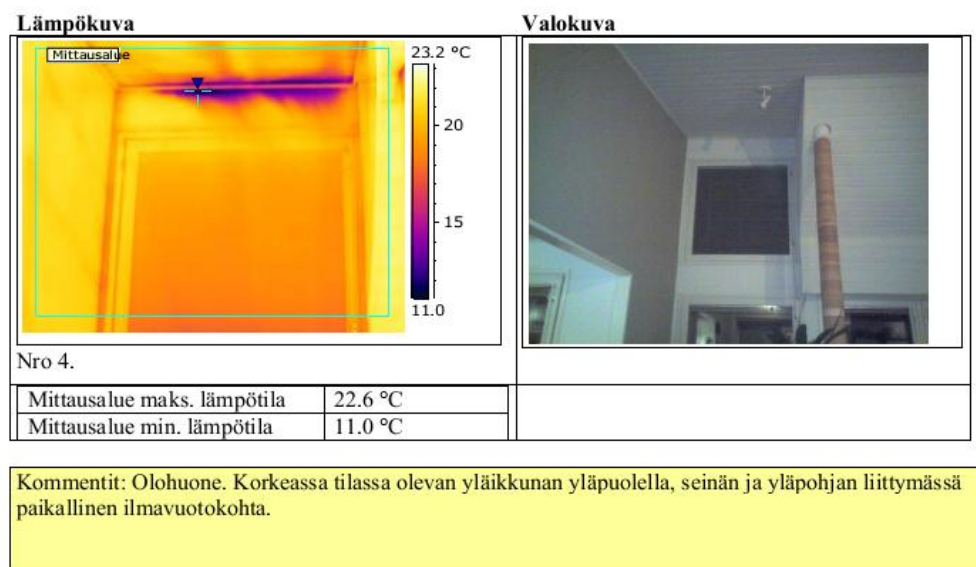 Lämpökuva
Valokuva
Mittausalue
23.2 °C
20
15
11.0
Nro 4.
Mittausalue maks. lämpötila 22.6 °C
Mittausalue min. lämpötila 11.0 °C
Kommentit: Olohuone. Korkeassa tilassa olevan yläikkunan yläpuolella, seinän ja yläpohjan liittymässä
paikallinen ilmavuotokohta.